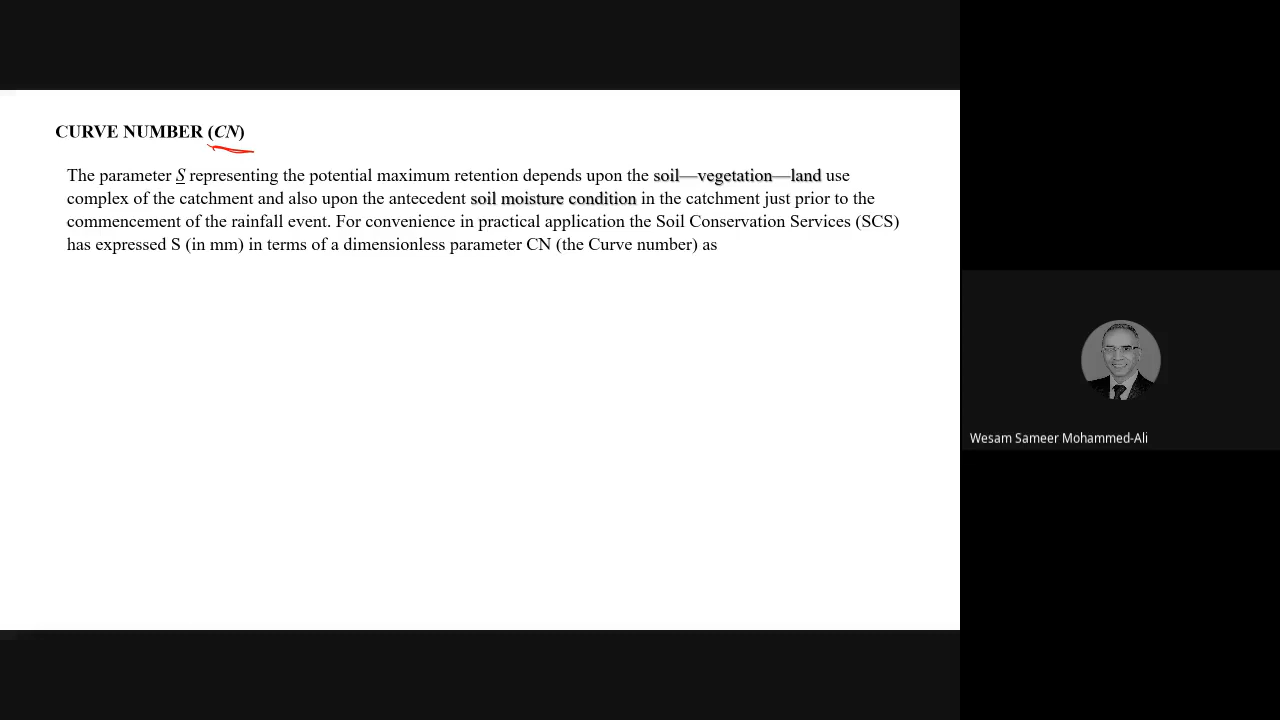 CURVE NUMBER (CN)
The parameter S representing the potential maximum retention depends upon the soil—vegetation—land use
complex of the catchment and also upon the antecedent soil moisture condition in the catchment just prior to the
commencement of the rainfall event. For convenience in practical application the Soil Conservation Services (SCS)
has expressed S (in mm) in terms of a dimensionless parameter CN (the Curve number) as
Wesam Sameer Mohammed-Ali